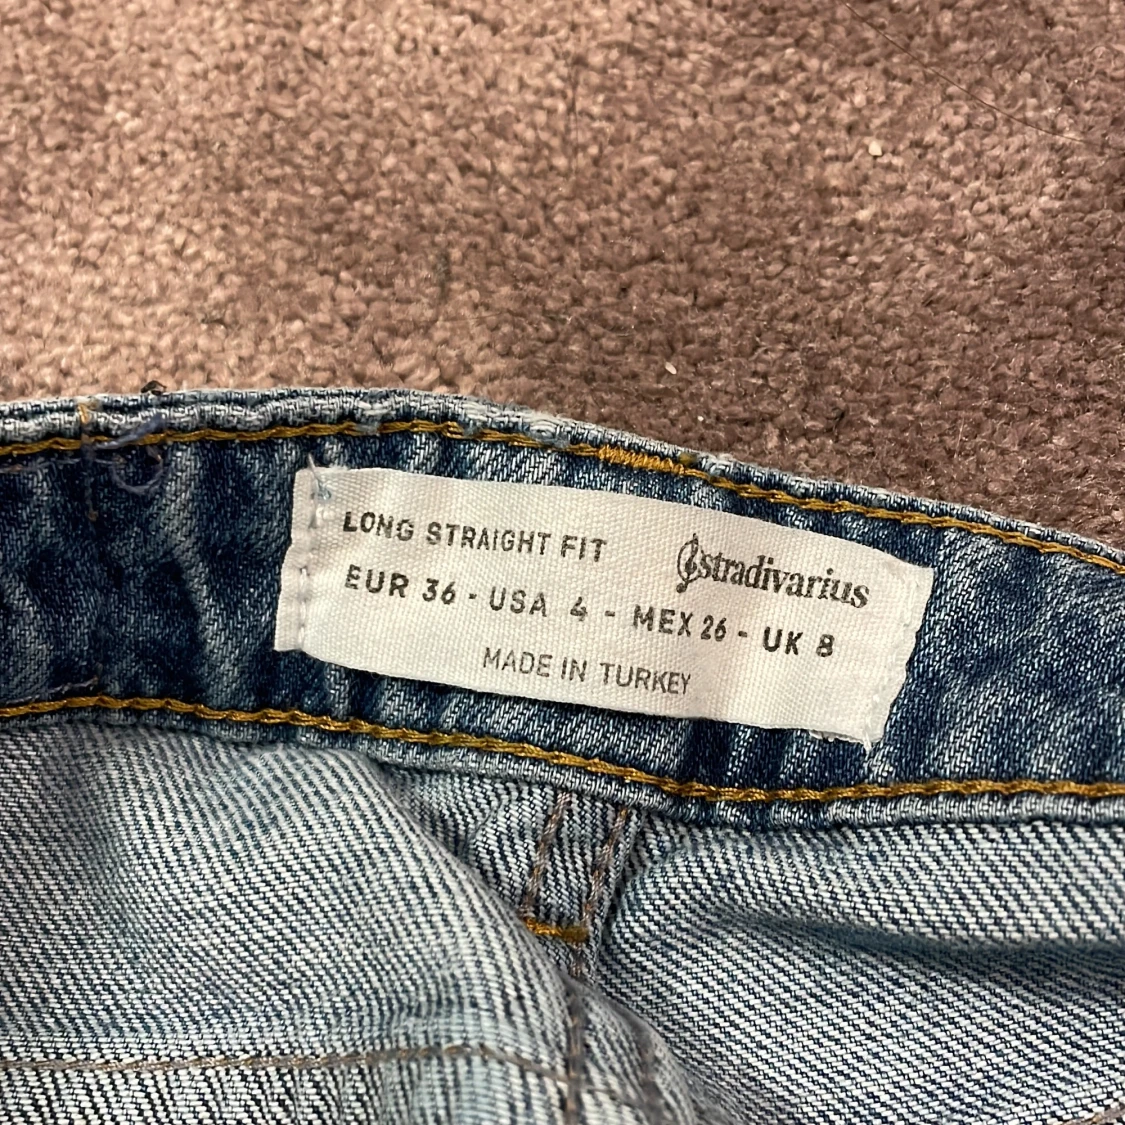 LONG STRAIGHT FIT
stradivarius
EUR 36 - USA 4 - MEX 26 - UK 8
MADE IN TURKEY